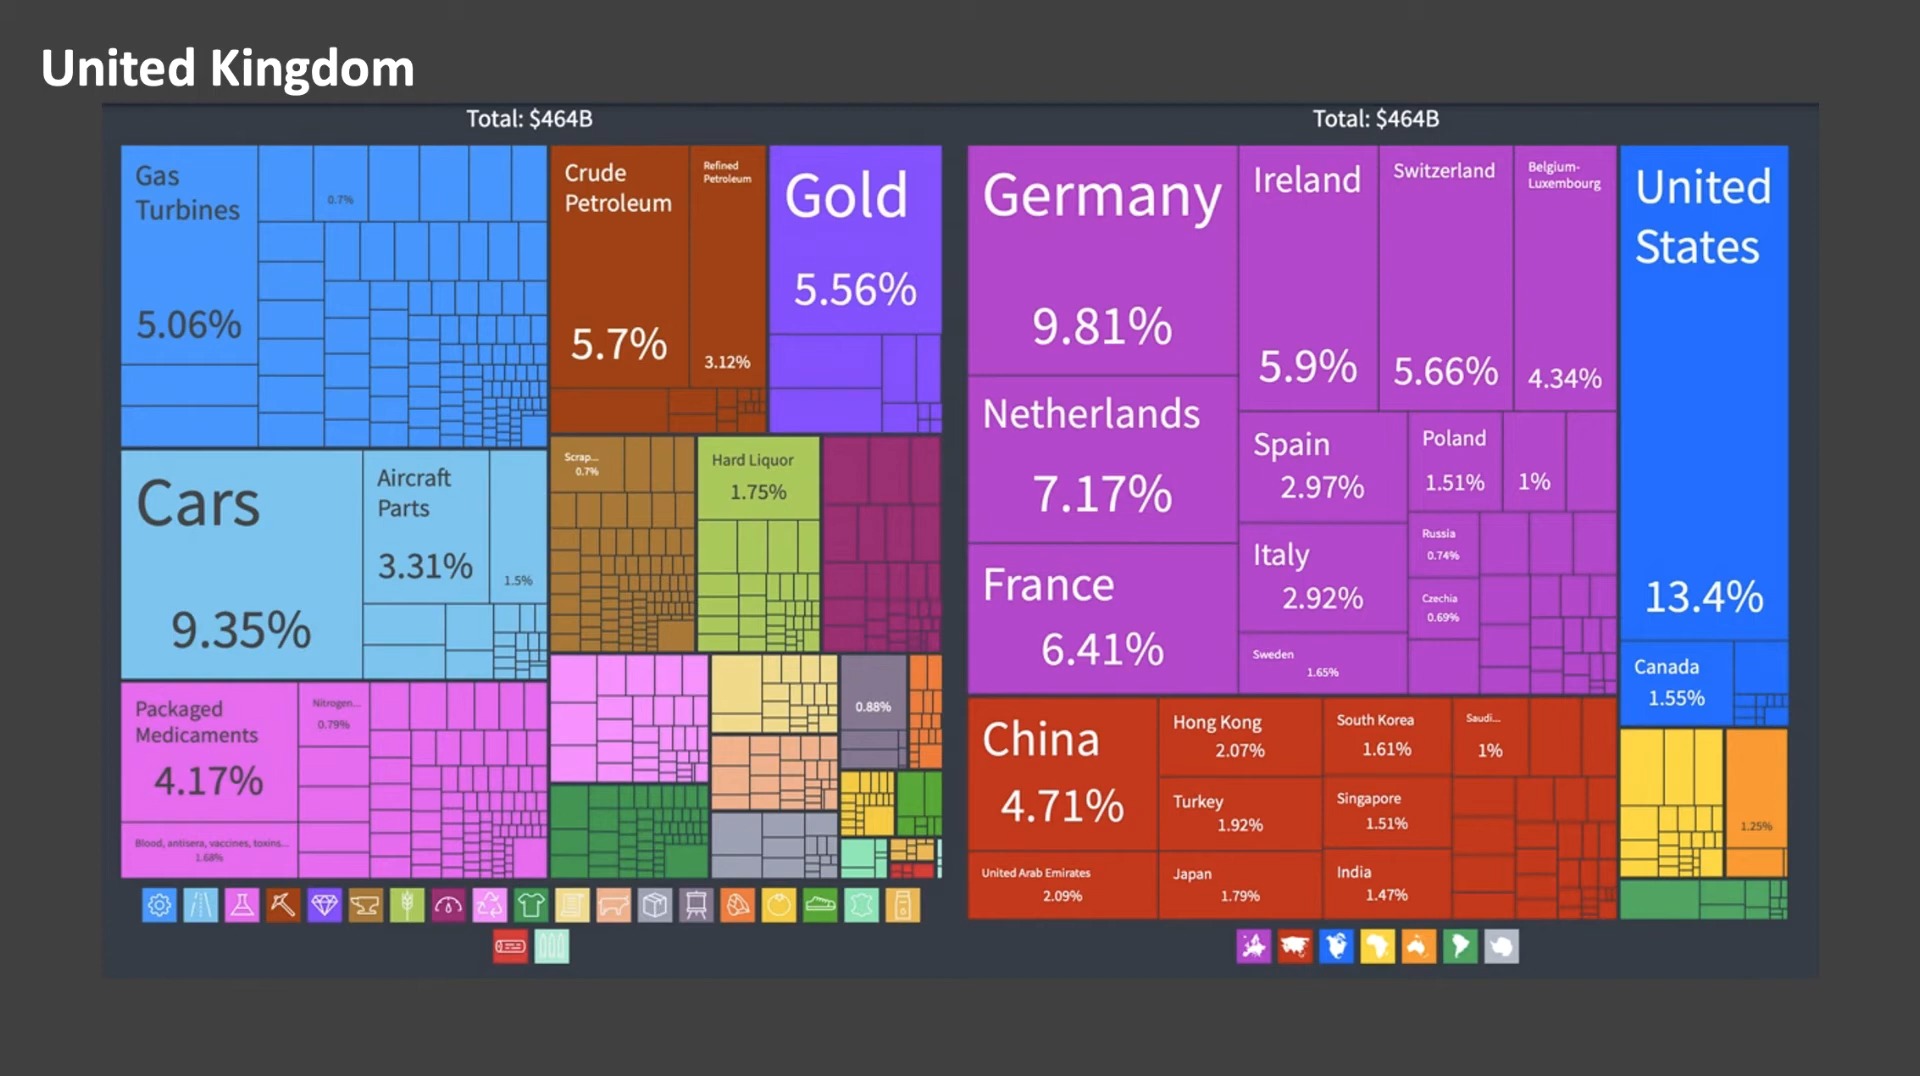 United Kingdom
Total: $464B
Gas
Turbines
5.06%
0.7%
Crude
Petroleum
5.7%
Refined
Petroleum
3.12%
Gold
5.56%
Cars
9.35%
Aircraft
Parts
3.31%
1.5%
Scrap...
0.7%
Hard Liquor
1.75%
Packaged
Medicaments
4.17%
Nitrogen...
0.79%
Blood, antisera, vaccines, toxins...
1.68%
0.88%
Total: $464B
Germany
9.81%
Ireland
5.9%
Switzerland
5.66%
Belgium-
Luxembourg
4.34%
United
States
13.4%
Netherlands
7.17%
Spain
2.97%
Poland
1.51%
1%
France
6.41%
Italy
2.92%
Russia
0.74%
Czechia
0.69%
Sweden
1.65%
Canada
1.55%
China
4.71%
Hong Kong
2.07%
South Korea
1.61%
Saudi...
1%
Turkey
1.92%
Singapore
1.51%
United Arab Emirates
2.09%
Japan
1.79%
India
1.47%
1.25%